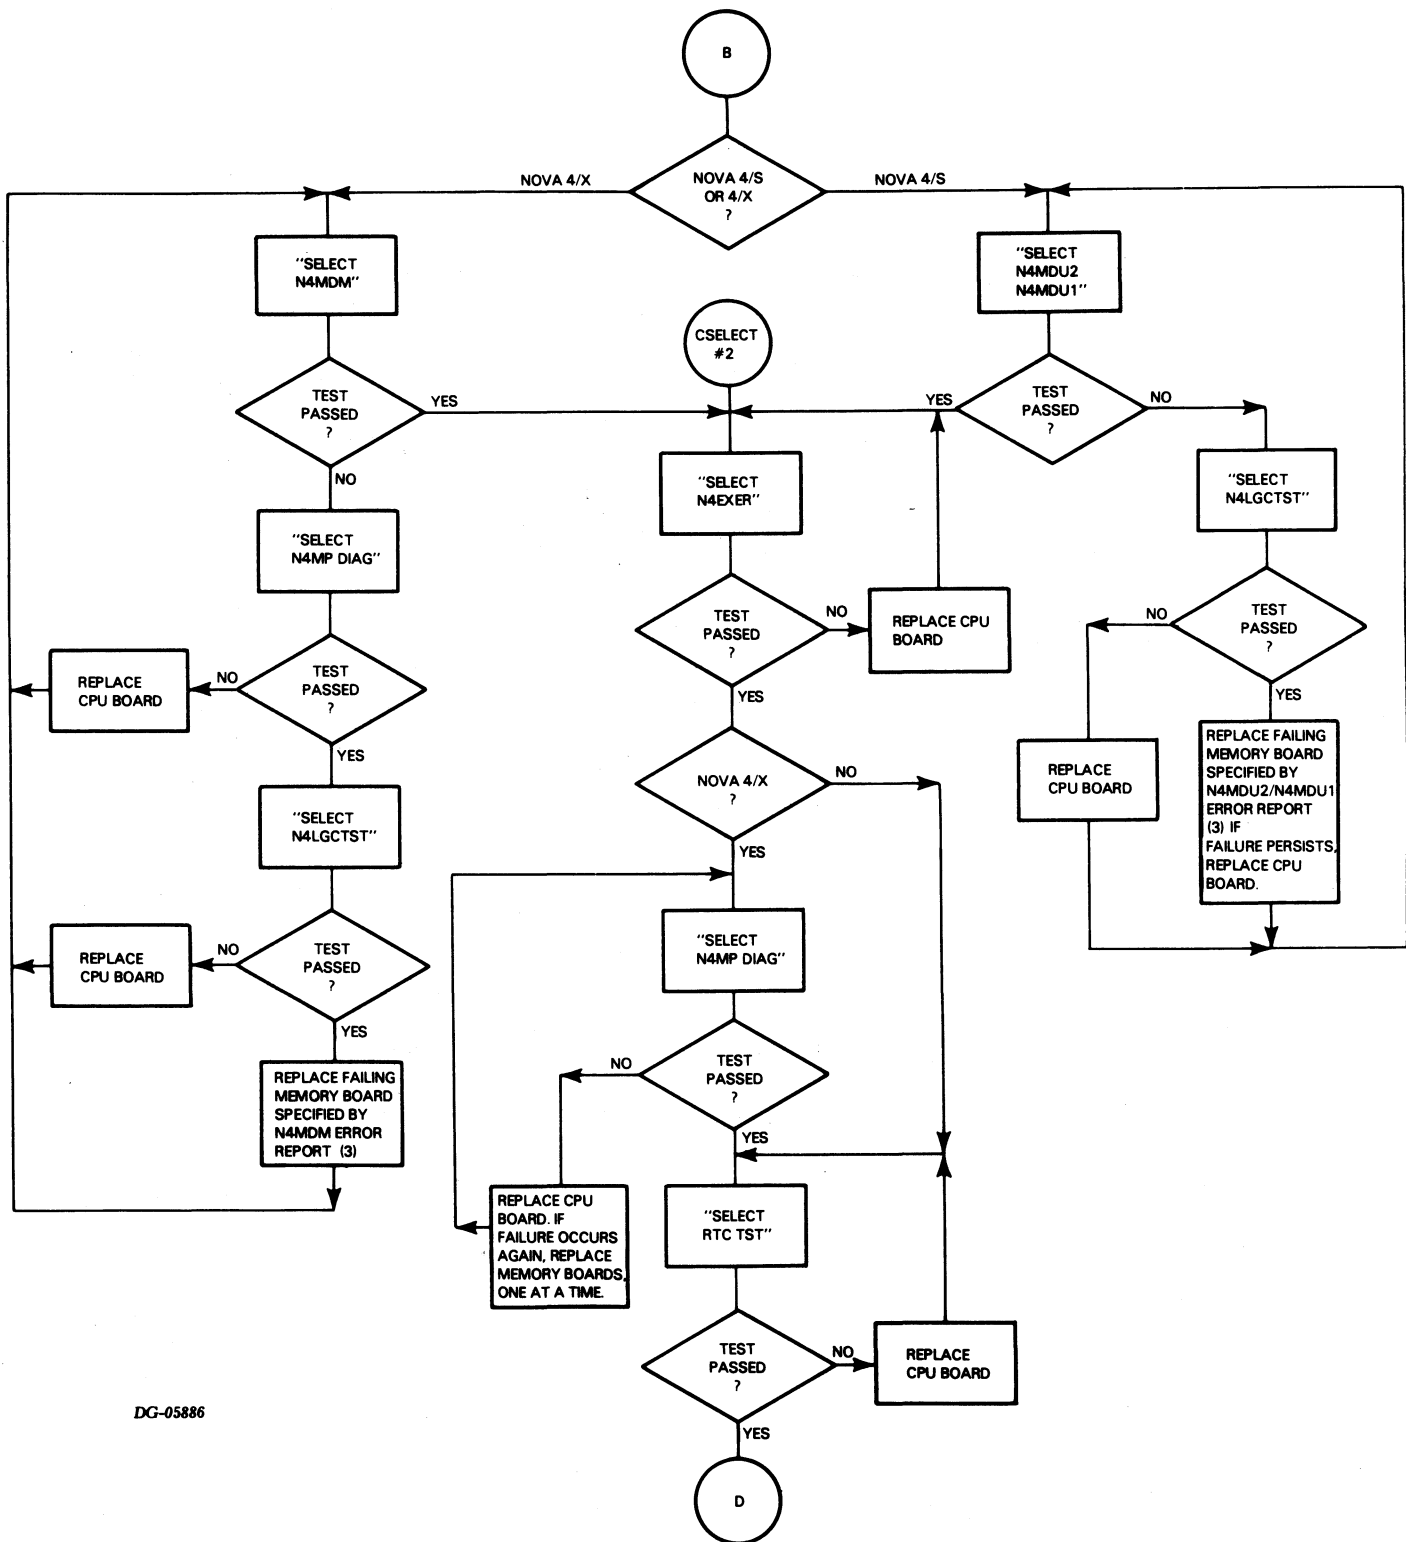 B
NOVA 4/S
OR 4/X
?
NOVA 4/X
NOVA 4/S
"SELECT
N4MDM"
"SELECT
N4MDU2
N4MDU1"
CSELECT
#2
TEST
PASSED
?
YES
NO
TEST
PASSED
?
YES
NO
"SELECT
N4EXER"
"SELECT
N4LGCTST"
"SELECT
N4MP DIAG"
TEST
PASSED
?
NO
YES
REPLACE CPU
BOARD
TEST
PASSED
?
NO
YES
TEST
PASSED
?
NO
YES
REPLACE
CPU BOARD
NOVA 4/X
?
NO
YES
REPLACE
CPU BOARD
REPLACE FAILING
MEMORY BOARD
SPECIFIED BY
N4MDU2/N4MDU1
ERROR REPORT
(3) IF
FAILURE PERSISTS,
REPLACE CPU
BOARD.
"SELECT
N4LGCTST"
TEST
PASSED
?
NO
YES
REPLACE
CPU BOARD
"SELECT
N4MP DIAG"
REPLACE FAILING
MEMORY BOARD
SPECIFIED BY
N4MDM ERROR
REPORT (3)
TEST
PASSED
?
NO
YES
REPLACE CPU
BOARD. IF
FAILURE OCCURS
AGAIN, REPLACE
MEMORY BOARDS,
ONE AT A TIME.
"SELECT
RTC TST"
TEST
PASSED
?
NO
YES
REPLACE
CPU BOARD
D
DG-05886